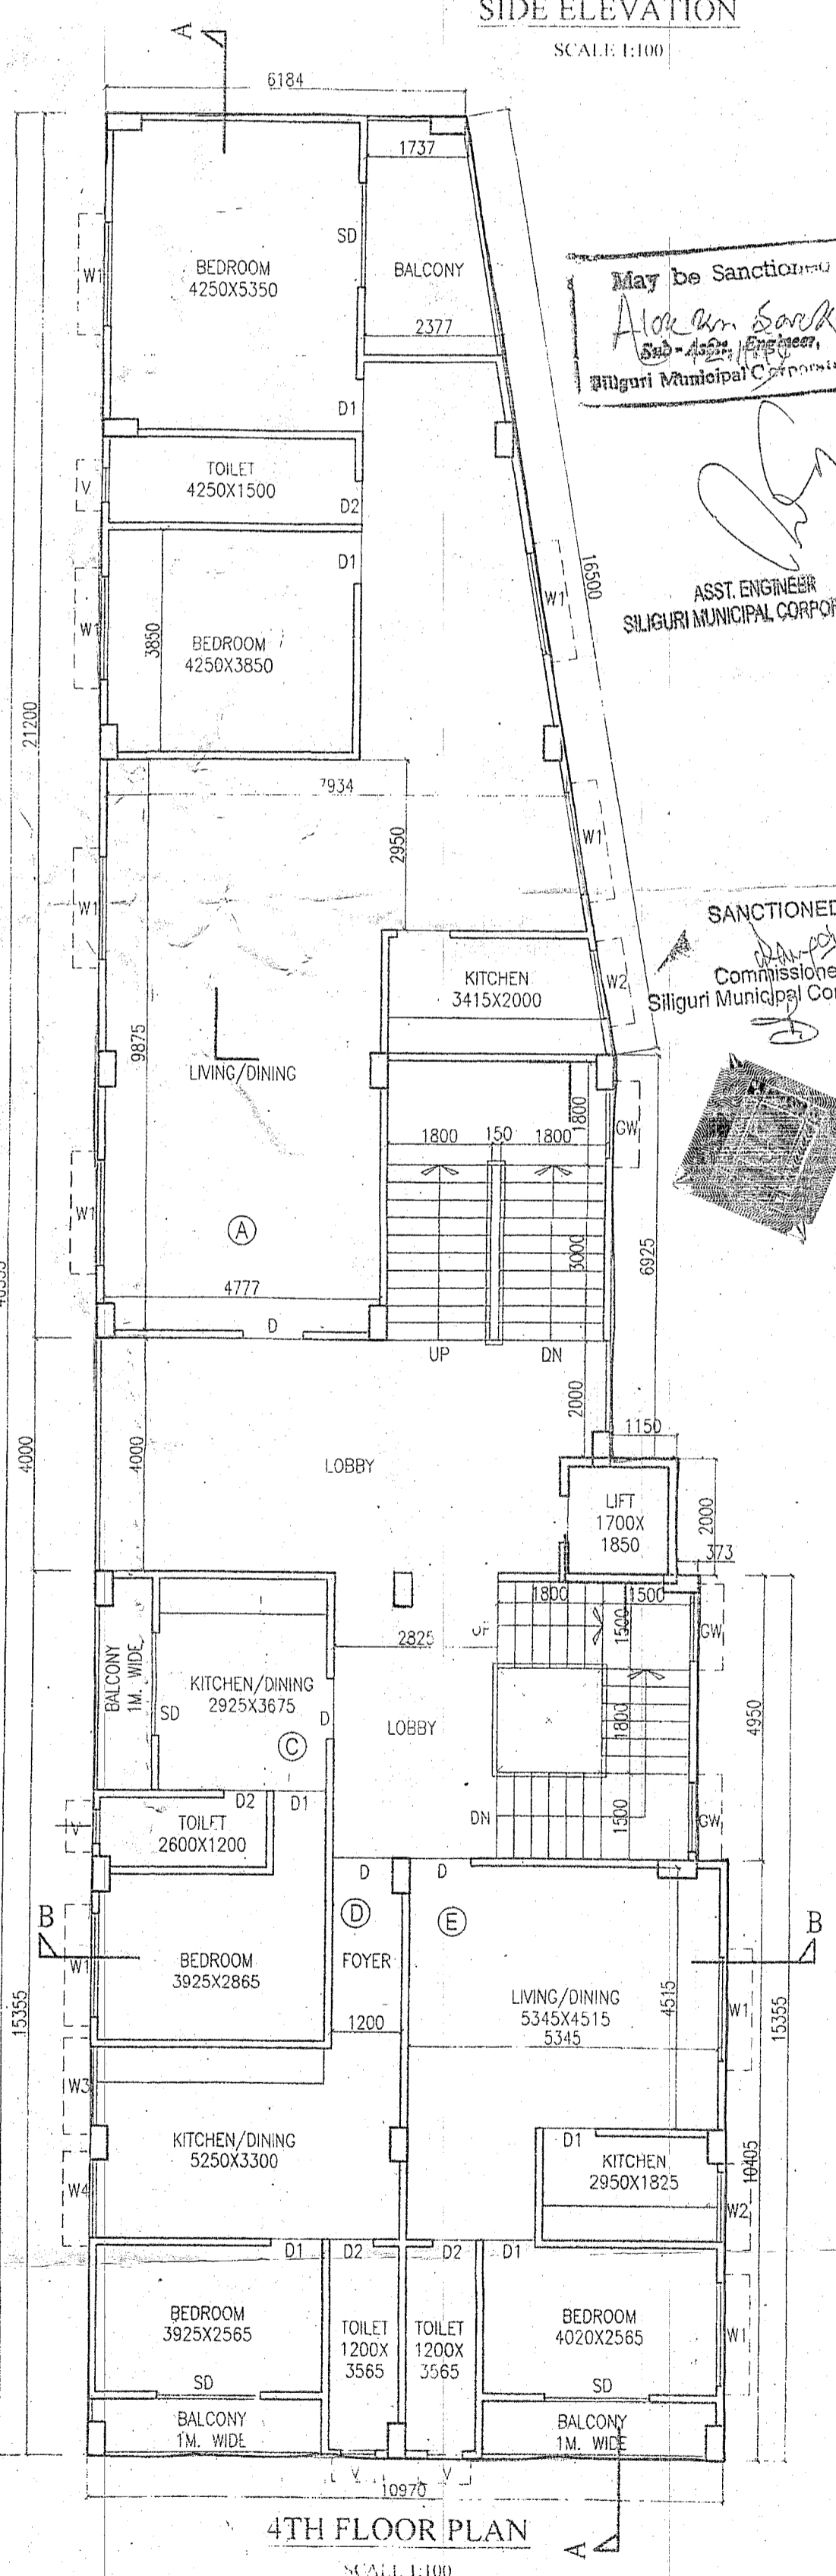 SIDE ELEVATION
SCALE 1:100
A
6184
1737
SD
BEDROOM
4250X5350
BALCONY
W1
2377
May be Sanctioned
Sub-Asstt. Engineer,
Siliguri Municipal Corporat
D1
TOILET
4250X1500
V
D2
D1
BEDROOM
4250X3850
3850
W1
W1
16500
ASST. ENGINEER
SILIGURI MUNICIPAL CORPOR
21200
7934
2950
W1
W1
SANCTIONED
Commissione
Siliguri Municipal Cor
KITCHEN
3415X2000
W2
9875
LIVING/DINING
1800
GW
1800
150
1800
W1
A
3000
6925
4777
D
UP
DN
2000
1150
4000
4000
LOBBY
LIFT
1700X
1850
2000
373
1800
1500
UP
1500
GW
2825
BALCONY
1M. WIDE
KITCHEN/DINING
2925X3675
SD
D
C
LOBBY
1800
4950
D2
D1
TOILET
2600X1200
V
DN
1500
GW
D
D
B
D
E
B
W1
BEDROOM
3925X2865
FOYER
LIVING/DINING
5345X4515
5345
4515
W1
15355
15355
1200
W3
KITCHEN/DINING
5250X3300
D1
KITCHEN
2950X1825
10405
W4
W2
D1
D2
D2
D1
BEDROOM
3925X2565
TOILET
1200X
3565
TOILET
1200X
3565
BEDROOM
4020X2565
W1
SD
SD
BALCONY
1M. WIDE
BALCONY
1M. WIDE
V
V
10970
4TH FLOOR PLAN
A
SCALE 1:100